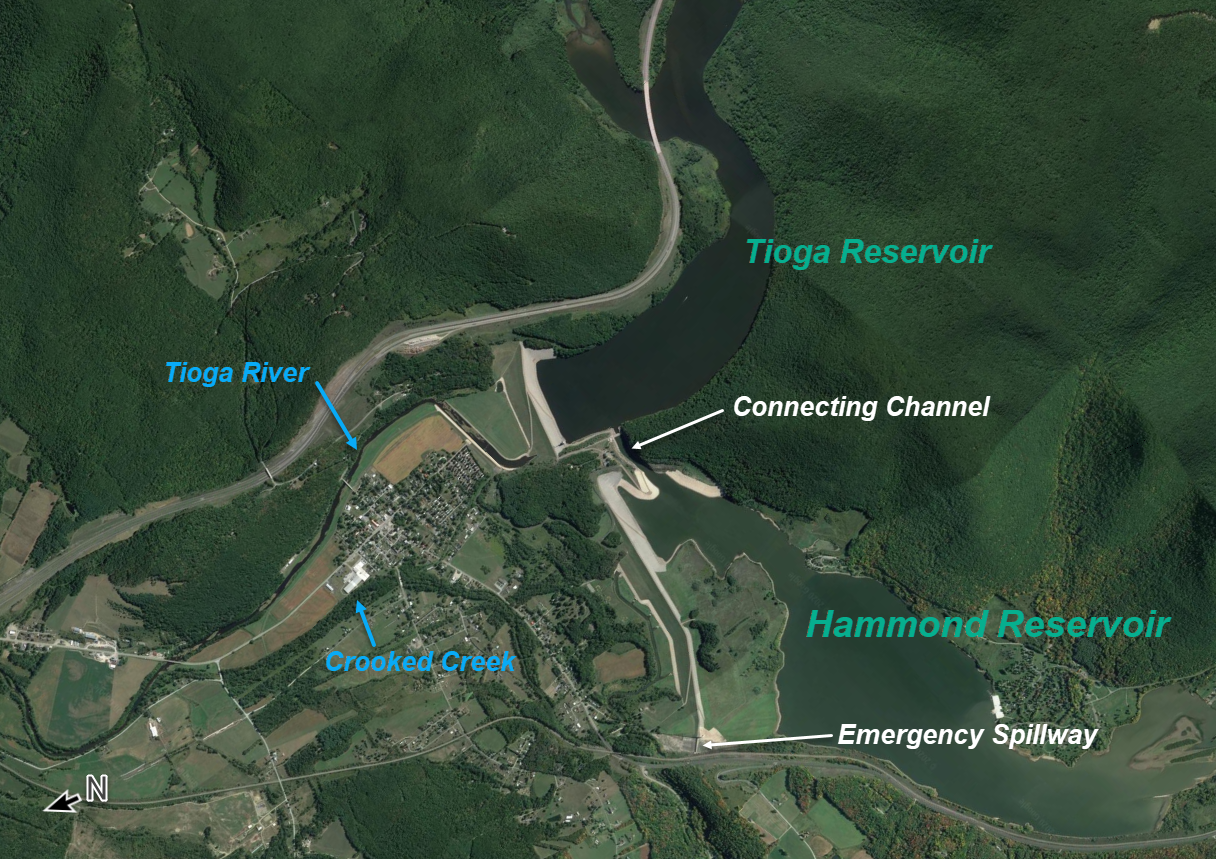 Tioga Reservoir
Tioga River
Connecting Channel
Hammond Reservoir
Crooked Creek
Emergency Spillway
N